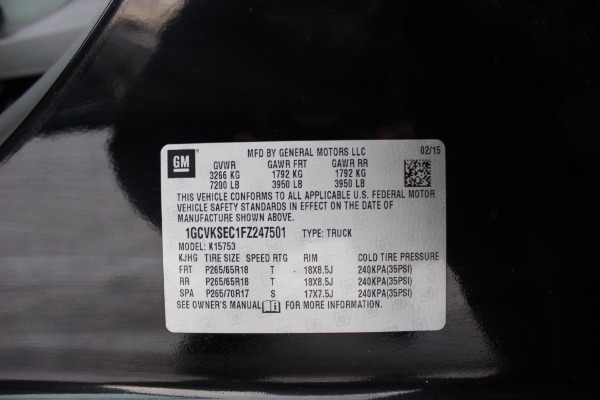 GM
MFD BY GENERAL MOTORS LLC 02/15
GVWR GAWR FRT GAWR RR
3266 KG 1792 KG 1792 KG
7200 LB 3950 LB 3950 LB
THIS VEHICLE CONFORMS TO ALL APPLICABLE U.S. FEDERAL MOTOR
VEHICLE SAFETY STANDARDS IN EFFECT ON THE DATE OF
MANUFACTURE SHOWN ABOVE.
1GCVKSEC1FZ247501 TYPE: TRUCK
MODEL: K15753
KJHG TIRE SIZE SPEED RTG RIM COLD TIRE PRESSURE
FRT P265/65R18 T 18X8.5J 240KPA(35PSI)
RR P265/65R18 T 18X8.5J 240KPA(35PSI)
SPA P265/70R17 S 17X7.5J 240KPA(35PSI)
SEE OWNER'S MANUAL FOR MORE INFORMATION.